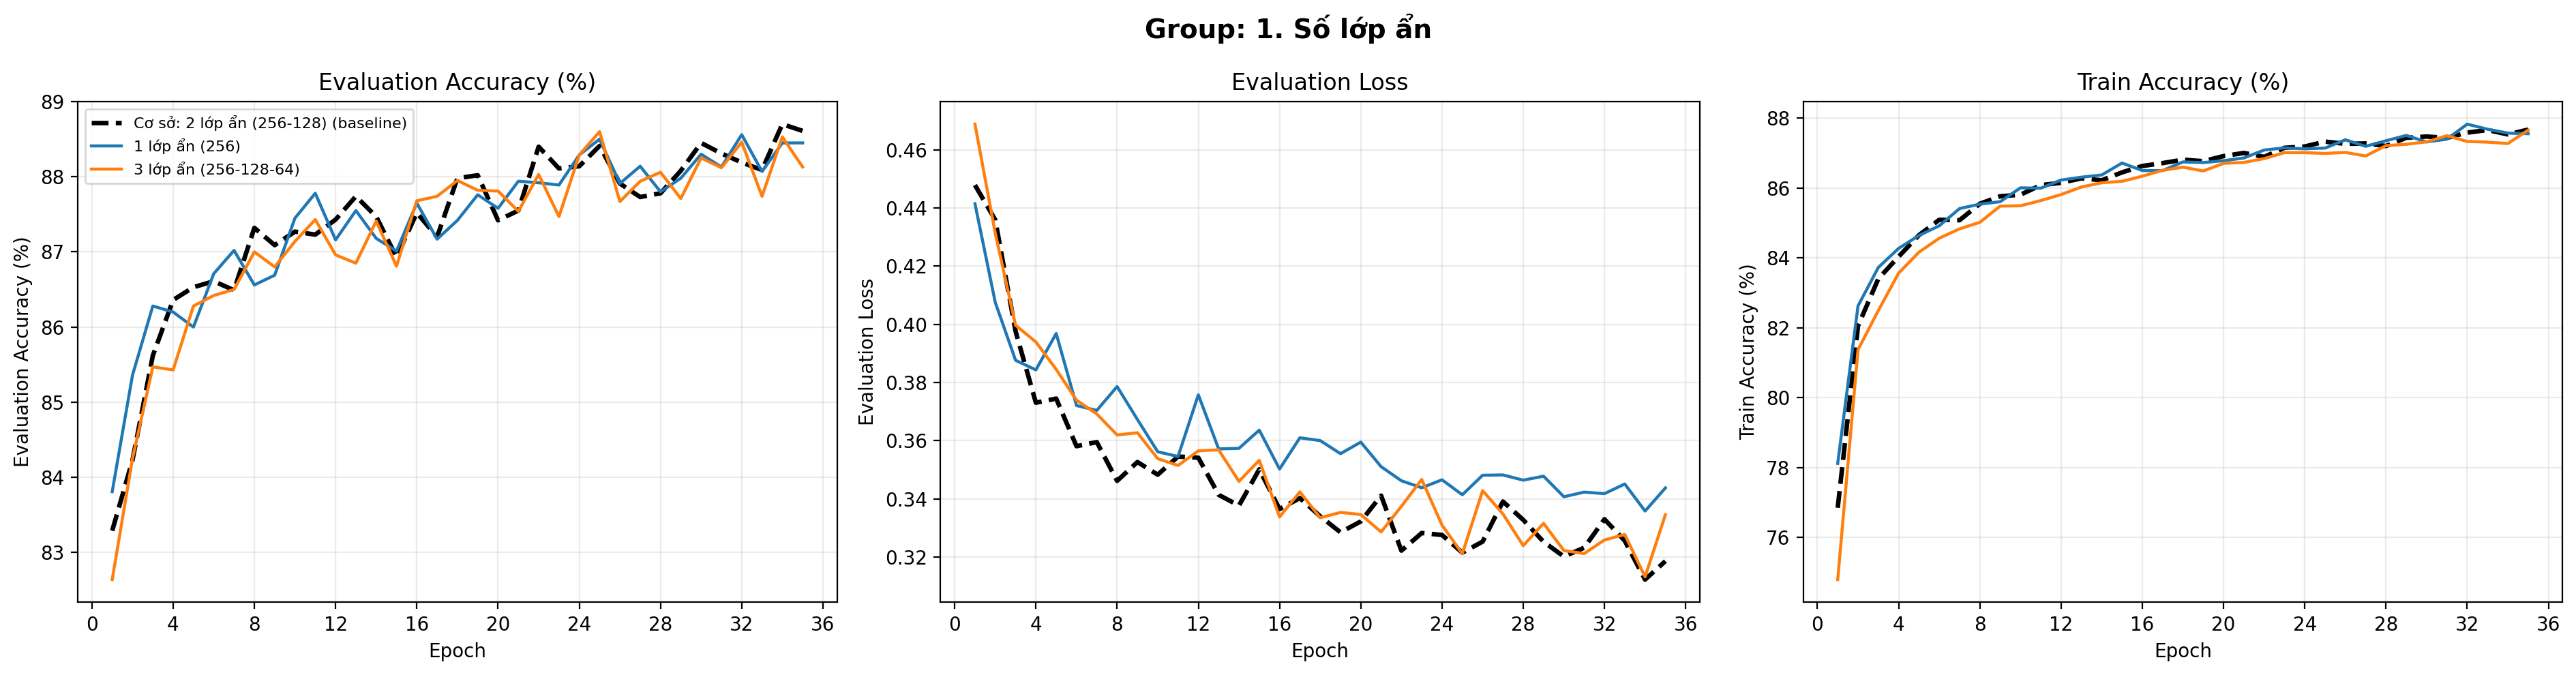 Group: 1. Số lớp ẩn
Evaluation Accuracy (%)
89
88
87
86
85
84
83
Evaluation Accuracy (%)
Cơ sở: 2 lớp ẩn (256-128) (baseline)
1 lớp ẩn (256)
3 lớp ẩn (256-128-64)
0 4 8 12 16 20 24 28 32 36
Epoch
Evaluation Loss
0.46
0.44
0.42
0.40
0.38
0.36
0.34
0.32
Evaluation Loss
0 4 8 12 16 20 24 28 32 36
Epoch
Train Accuracy (%)
88
86
84
82
80
78
76
Train Accuracy (%)
0 4 8 12 16 20 24 28 32 36
Epoch